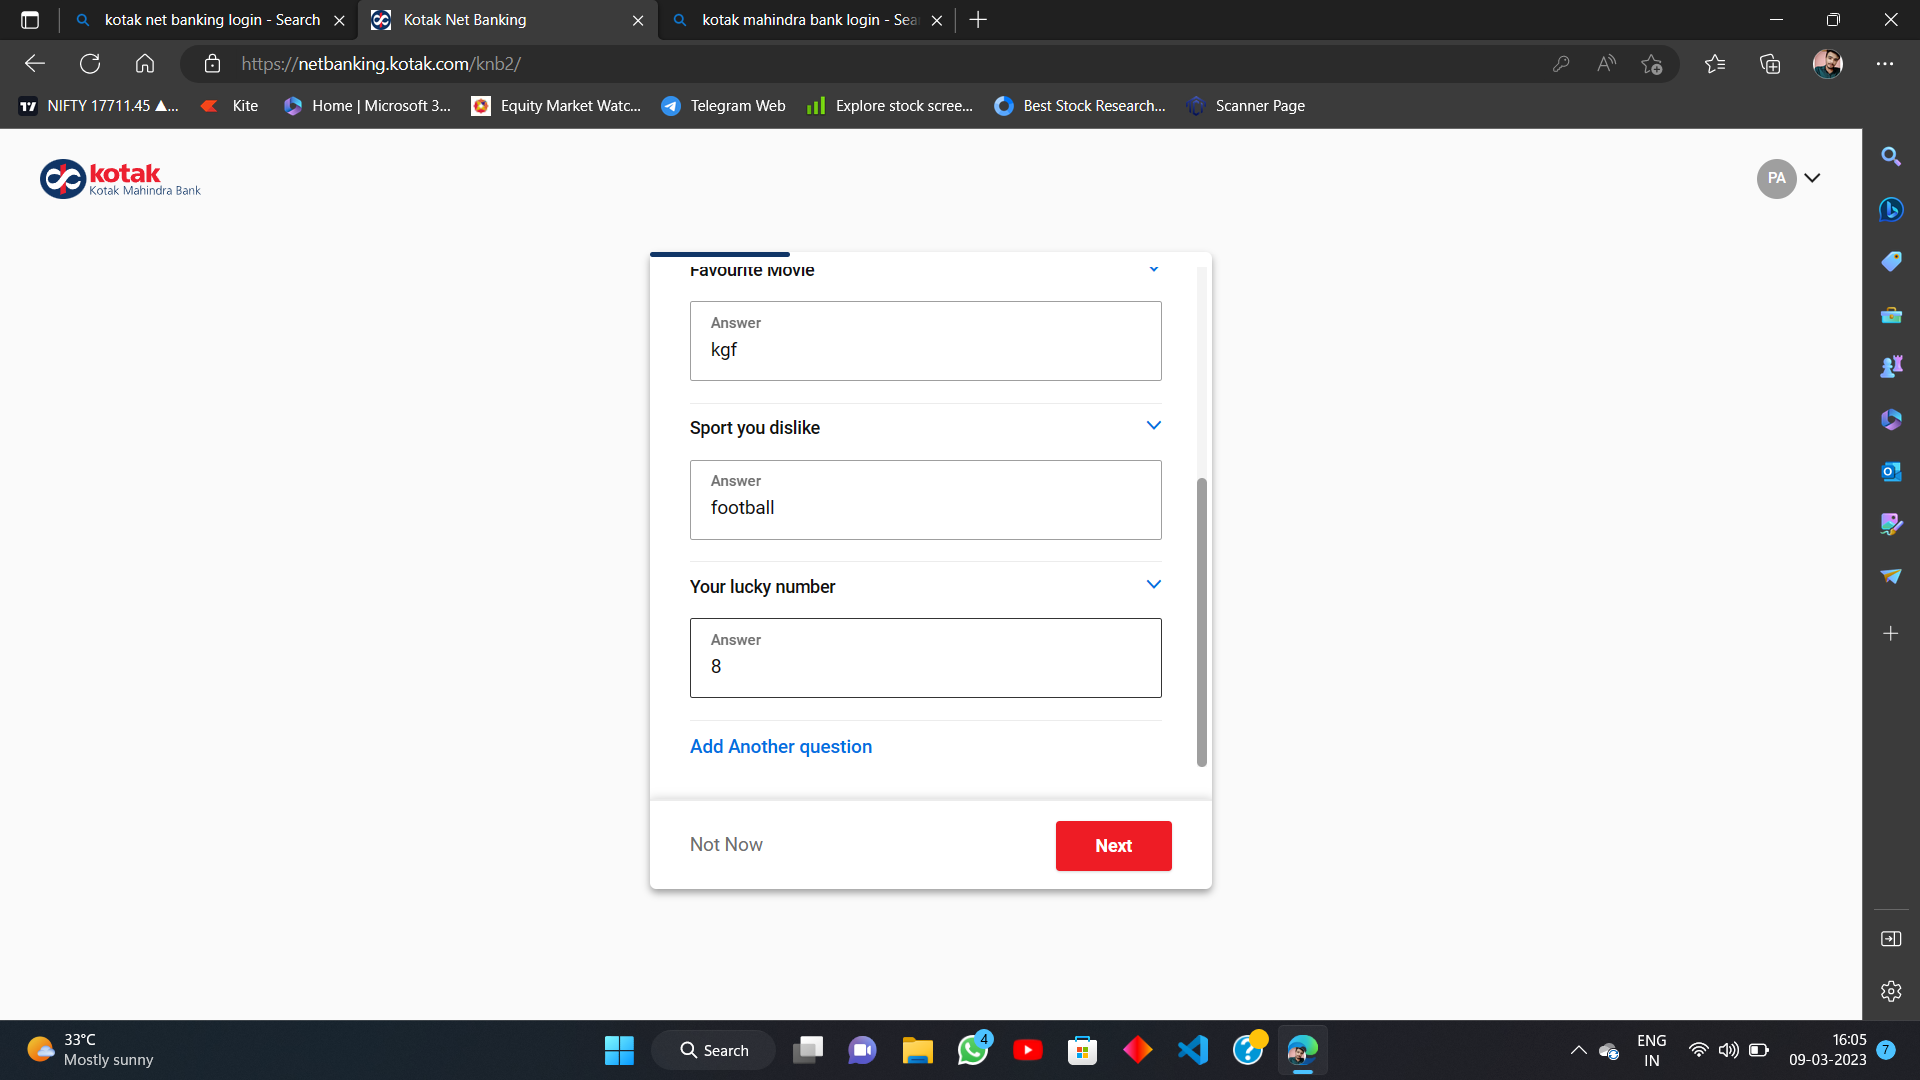 kotak net banking login - Search
Kotak Net Banking
kotak mahindra bank login - Sea
https://netbanking.kotak.com/knb2/
NIFTY 17711.45 ▲...
Kite
Home | Microsoft 3...
Equity Market Watc...
Telegram Web
Explore stock scree...
Best Stock Research...
Scanner Page
kotak
Kotak Mahindra Bank
PA
Favourite Movie
Answer
kgf
Sport you dislike
Answer
football
Your lucky number
Answer
8
Add Another question
Not Now
Next
33°C
Mostly sunny
Search
4
ENG
IN
16:05
09-03-2023
7